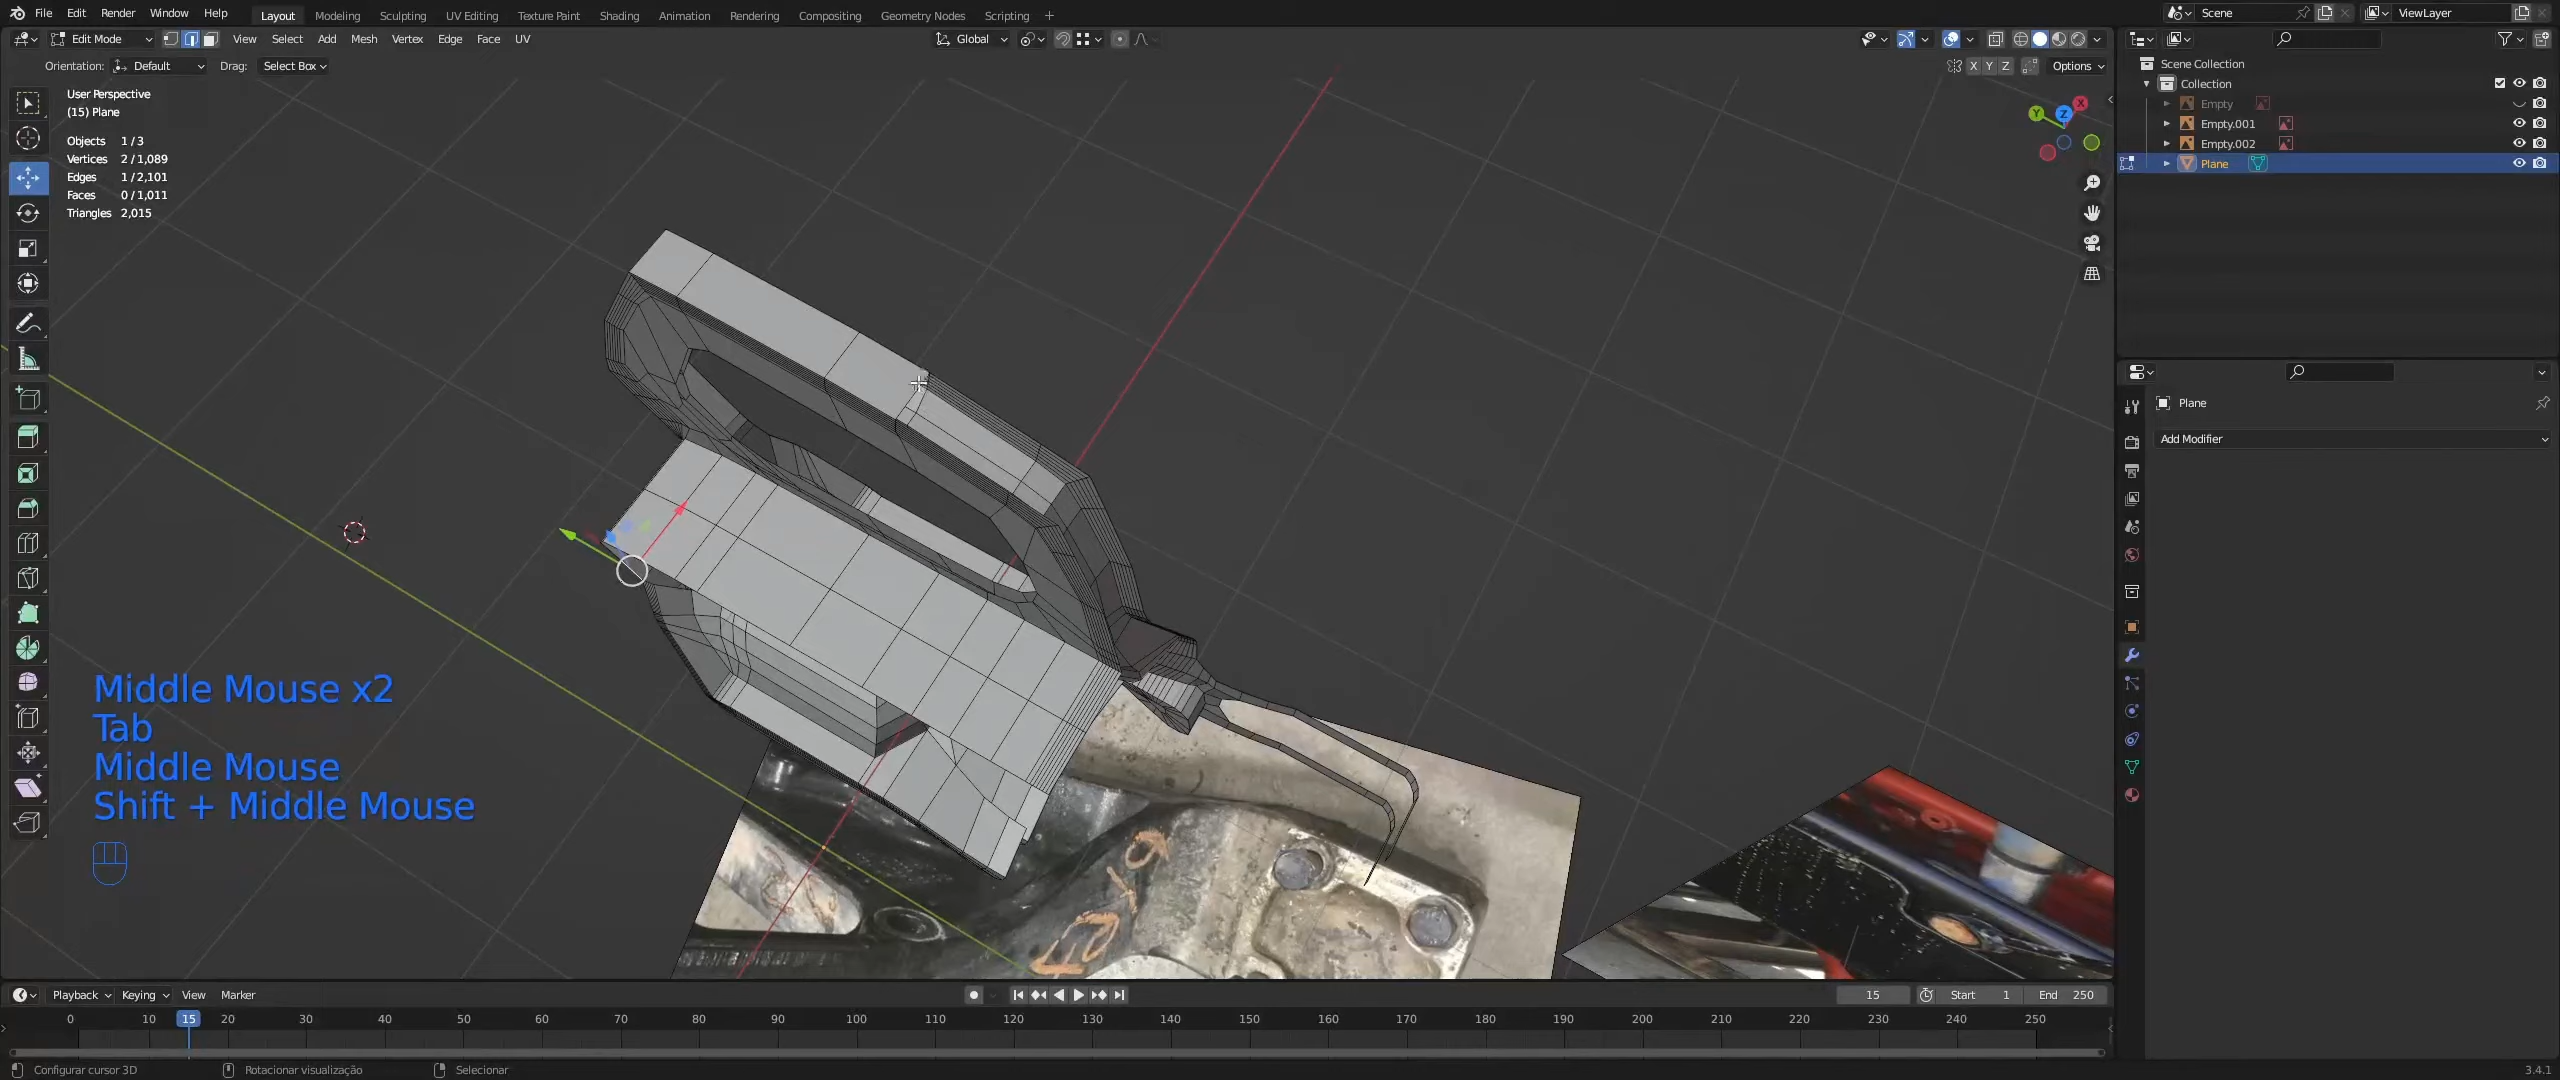 File Edit Render Window Help Layout Modeling Sculpting UV Editing Texture Paint Shading Animation Rendering Compositing Geometry Nodes Scripting + Scene ViewLayer
Edit Mode View Select Add Mesh Vertex Edge Face UV Global
Orientation: Default Drag: Select Box X Y Z Options
Scene Collection
Collection
Empty
Empty.001
Empty.002
Plane
User Perspective
(15) Plane
Objects 1 / 3
Vertices 2 / 1,089
Edges 1 / 2,101
Faces 0 / 1,011
Triangles 2,015
Y Z X
Plane
Add Modifier
Middle Mouse x2
Tab
Middle Mouse
Shift + Middle Mouse
Playback Keying View Marker 15 Start 1 End 250
0 10 15 20 30 40 50 60 70 80 90 100 110 120 130 140 150 160 170 180 190 200 210 220 230 240 250
Configurar cursor 3D Rotacionar visualização Selecionar 3.4.1